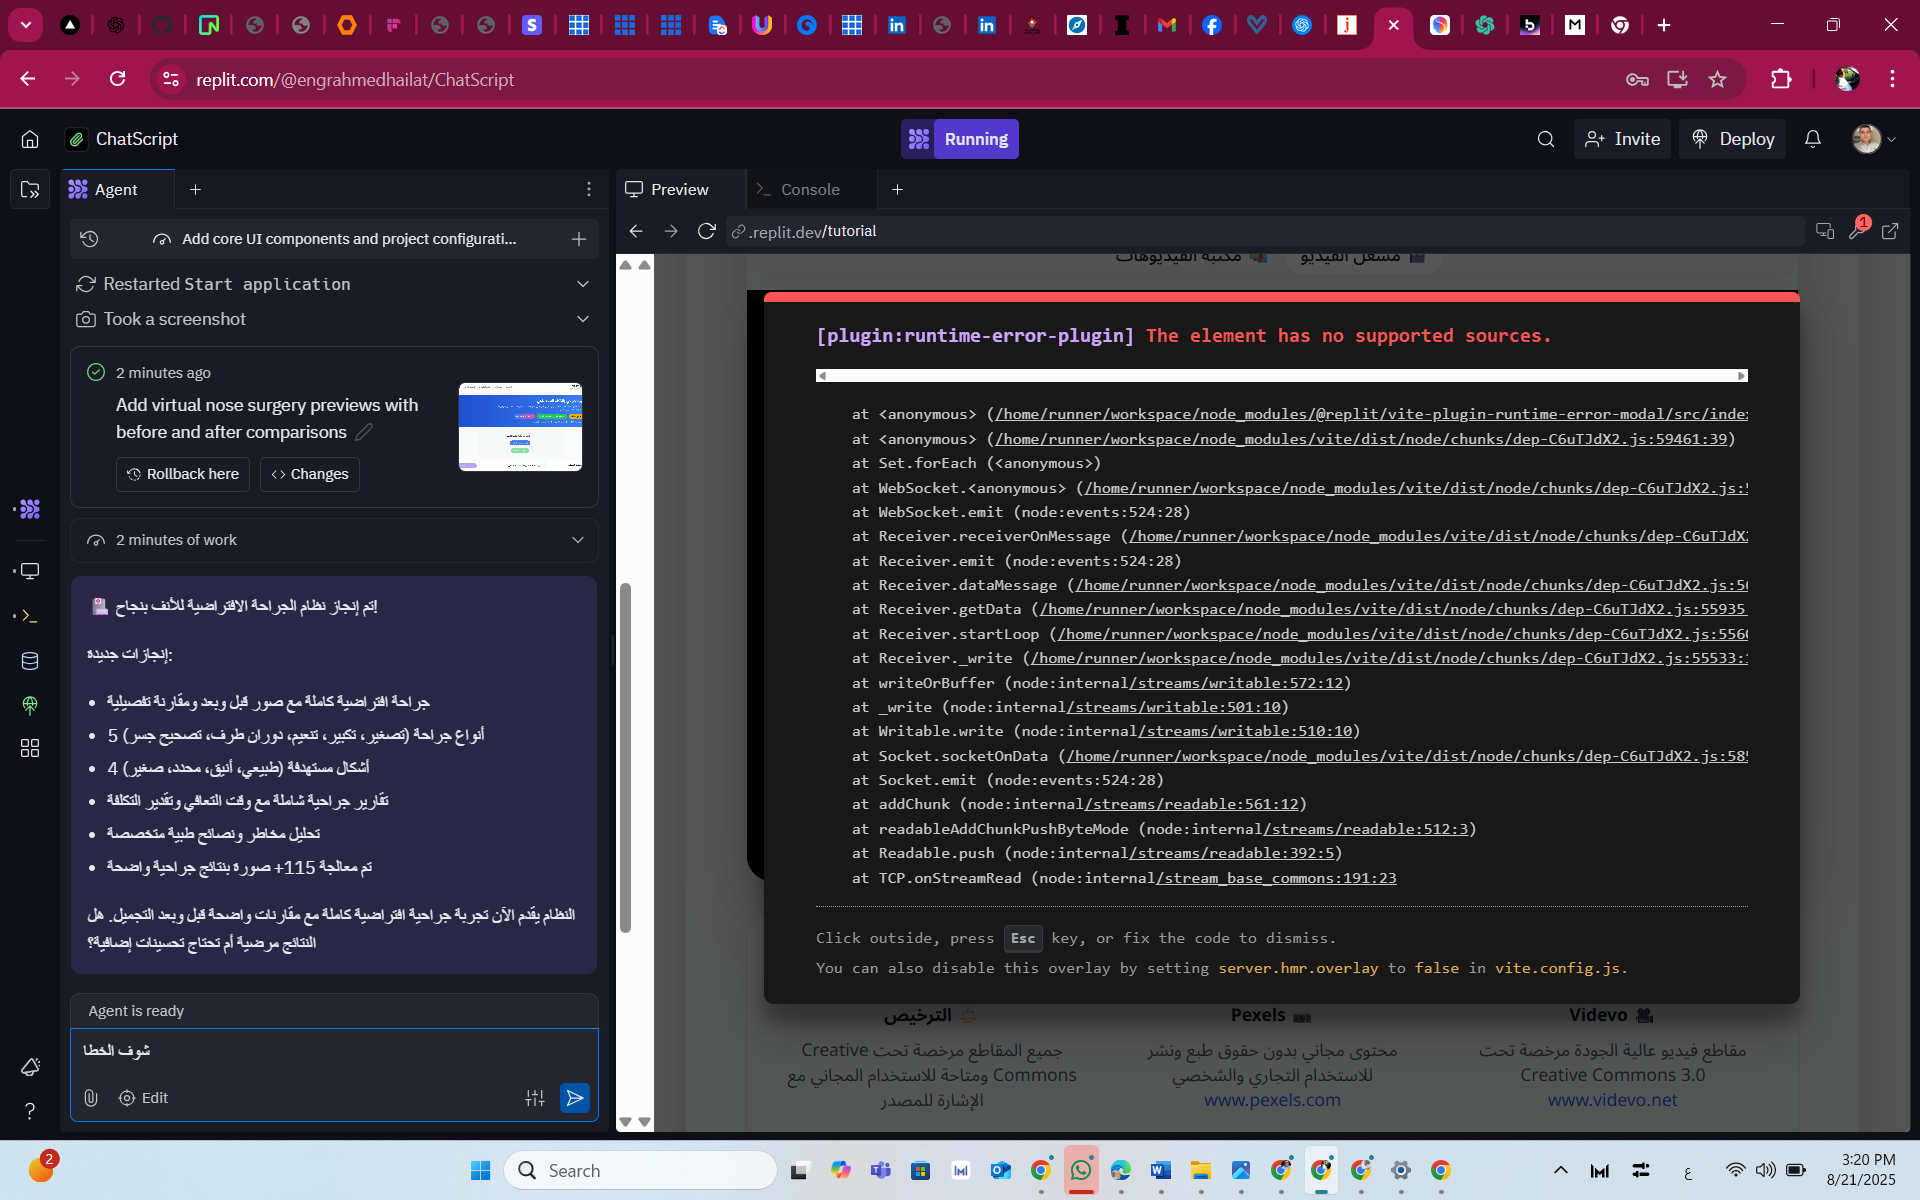 replit.com/@engrahmedhailat/ChatScript
ChatScript
Running
Invite
Deploy
Agent
Preview
Console
Add core UI components and project configurati...
.replit.dev/tutorial
1
Restarted Start application
Took a screenshot
2 minutes ago
Add virtual nose surgery previews with
before and after comparisons
Rollback here
Changes
2 minutes of work
تم إنجاز نظام الجراحة الافتراضية للأنف بنجاح!
إنجازات جديدة:
جراحة افتراضية كاملة مع صور قبل وبعد ومقارنة تفصيلية
5 أنواع جراحة (تصغير، تكبير، تنعيم، دوران طرف، تصحيح جسر)
4 أشكال مستهدفة (طبيعي، أنيق، محدد، صغير)
تقارير جراحية شاملة مع وقت التعافي وتقدير التكلفة
تحليل مخاطر ونصائح طبية متخصصة
تم معالجة 115+ صورة بنتائج جراحية واضحة
النظام يقدم الآن تجربة جراحية افتراضية كاملة مع مقارنات واضحة قبل وبعد التجميل. هل
النتائج مرضية أم تحتاج تحسينات إضافية؟
Agent is ready
شوف الخطا
Edit
مشغل الفيديو
مكتبة الفيديوهات
[plugin:runtime-error-plugin] The element has no supported sources.
at <anonymous> (/home/runner/workspace/node_modules/@replit/vite-plugin-runtime-error-modal/src/index
at <anonymous> (/home/runner/workspace/node_modules/vite/dist/node/chunks/dep-C6uTJdX2.js:59461:39)
at Set.forEach (<anonymous>)
at WebSocket.<anonymous> (/home/runner/workspace/node_modules/vite/dist/node/chunks/dep-C6uTJdX2.js:5
at WebSocket.emit (node:events:524:28)
at Receiver.receiverOnMessage (/home/runner/workspace/node_modules/vite/dist/node/chunks/dep-C6uTJdX2
at Receiver.emit (node:events:524:28)
at Receiver.dataMessage (/home/runner/workspace/node_modules/vite/dist/node/chunks/dep-C6uTJdX2.js:56
at Receiver.getData (/home/runner/workspace/node_modules/vite/dist/node/chunks/dep-C6uTJdX2.js:55935
at Receiver.startLoop (/home/runner/workspace/node_modules/vite/dist/node/chunks/dep-C6uTJdX2.js:5560
at Receiver._write (/home/runner/workspace/node_modules/vite/dist/node/chunks/dep-C6uTJdX2.js:55533:1
at writeOrBuffer (node:internal/streams/writable:572:12)
at _write (node:internal/streams/writable:501:10)
at Writable.write (node:internal/streams/writable:510:10)
at Socket.socketOnData (/home/runner/workspace/node_modules/vite/dist/node/chunks/dep-C6uTJdX2.js:585
at Socket.emit (node:events:524:28)
at addChunk (node:internal/streams/readable:561:12)
at readableAddChunkPushByteMode (node:internal/streams/readable:512:3)
at Readable.push (node:internal/streams/readable:392:5)
at TCP.onStreamRead (node:internal/stream_base_commons:191:23
Click outside, press Esc key, or fix the code to dismiss.
You can also disable this overlay by setting server.hmr.overlay to false in vite.config.js.
Videvo
مقاطع فيديو عالية الجودة مرخصة تحت
Creative Commons 3.0
www.videvo.net
Pexels
محتوى مجاني بدون حقوق طبع ونشر
للاستخدام التجاري والشخصي
www.pexels.com
الترخيص
جميع المقاطع مرخصة تحت Creative
Commons ومتاحة للاستخدام المجاني مع
الإشارة للمصدر
2
Search
ع
3:20 PM
8/21/2025